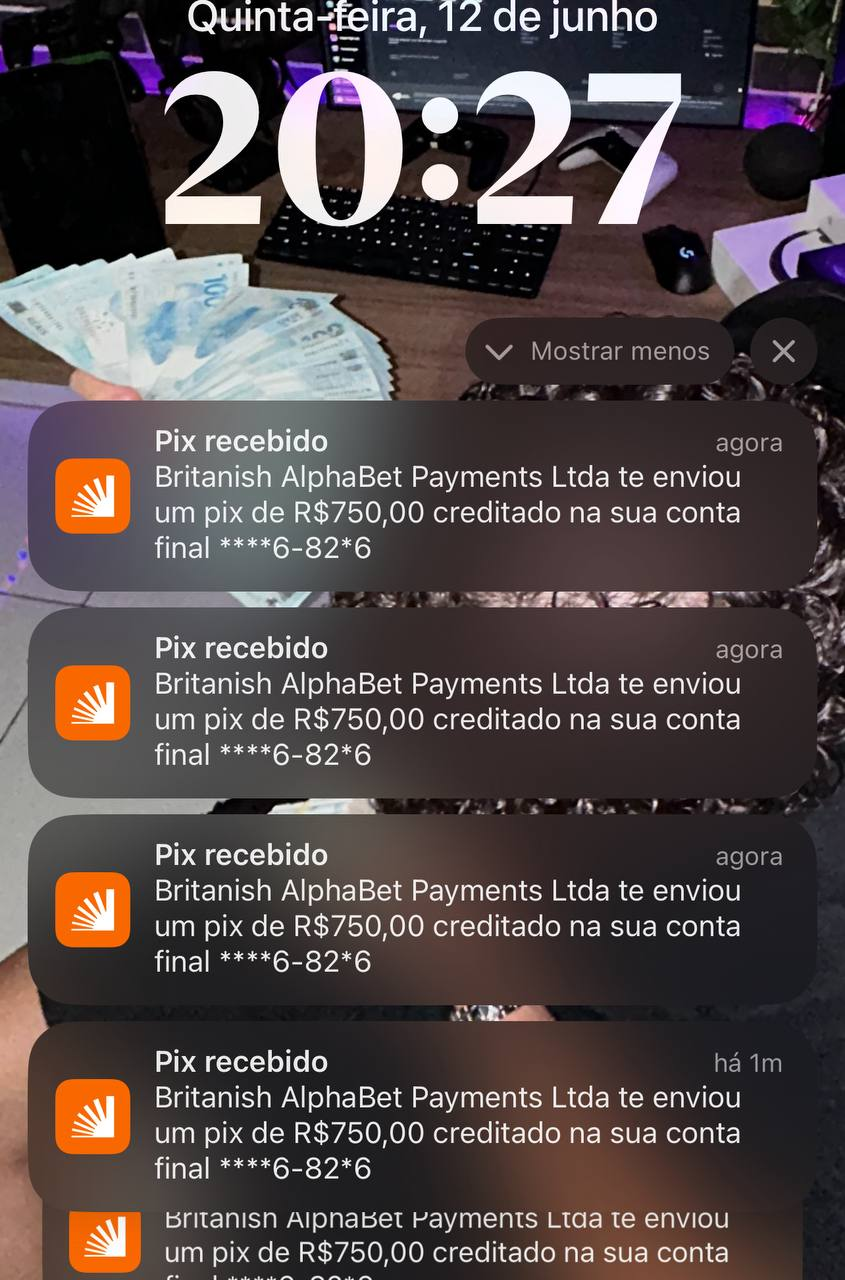 Quinta-feira, 12 de junho
20:27
Mostrar menos
Pix recebido
agora
Britanish AlphaBet Payments Ltda te enviou
um pix de R$750,00 creditado na sua conta
final ****6-82*6
Pix recebido
agora
Britanish AlphaBet Payments Ltda te enviou
um pix de R$750,00 creditado na sua conta
final ****6-82*6
Pix recebido
agora
Britanish AlphaBet Payments Ltda te enviou
um pix de R$750,00 creditado na sua conta
final ****6-82*6
Pix recebido
há 1m
Britanish AlphaBet Payments Ltda te enviou
um pix de R$750,00 creditado na sua conta
final ****6-82*6
Britanish AlphaBet Payments Ltda te enviou
um pix de R$750,00 creditado na sua conta